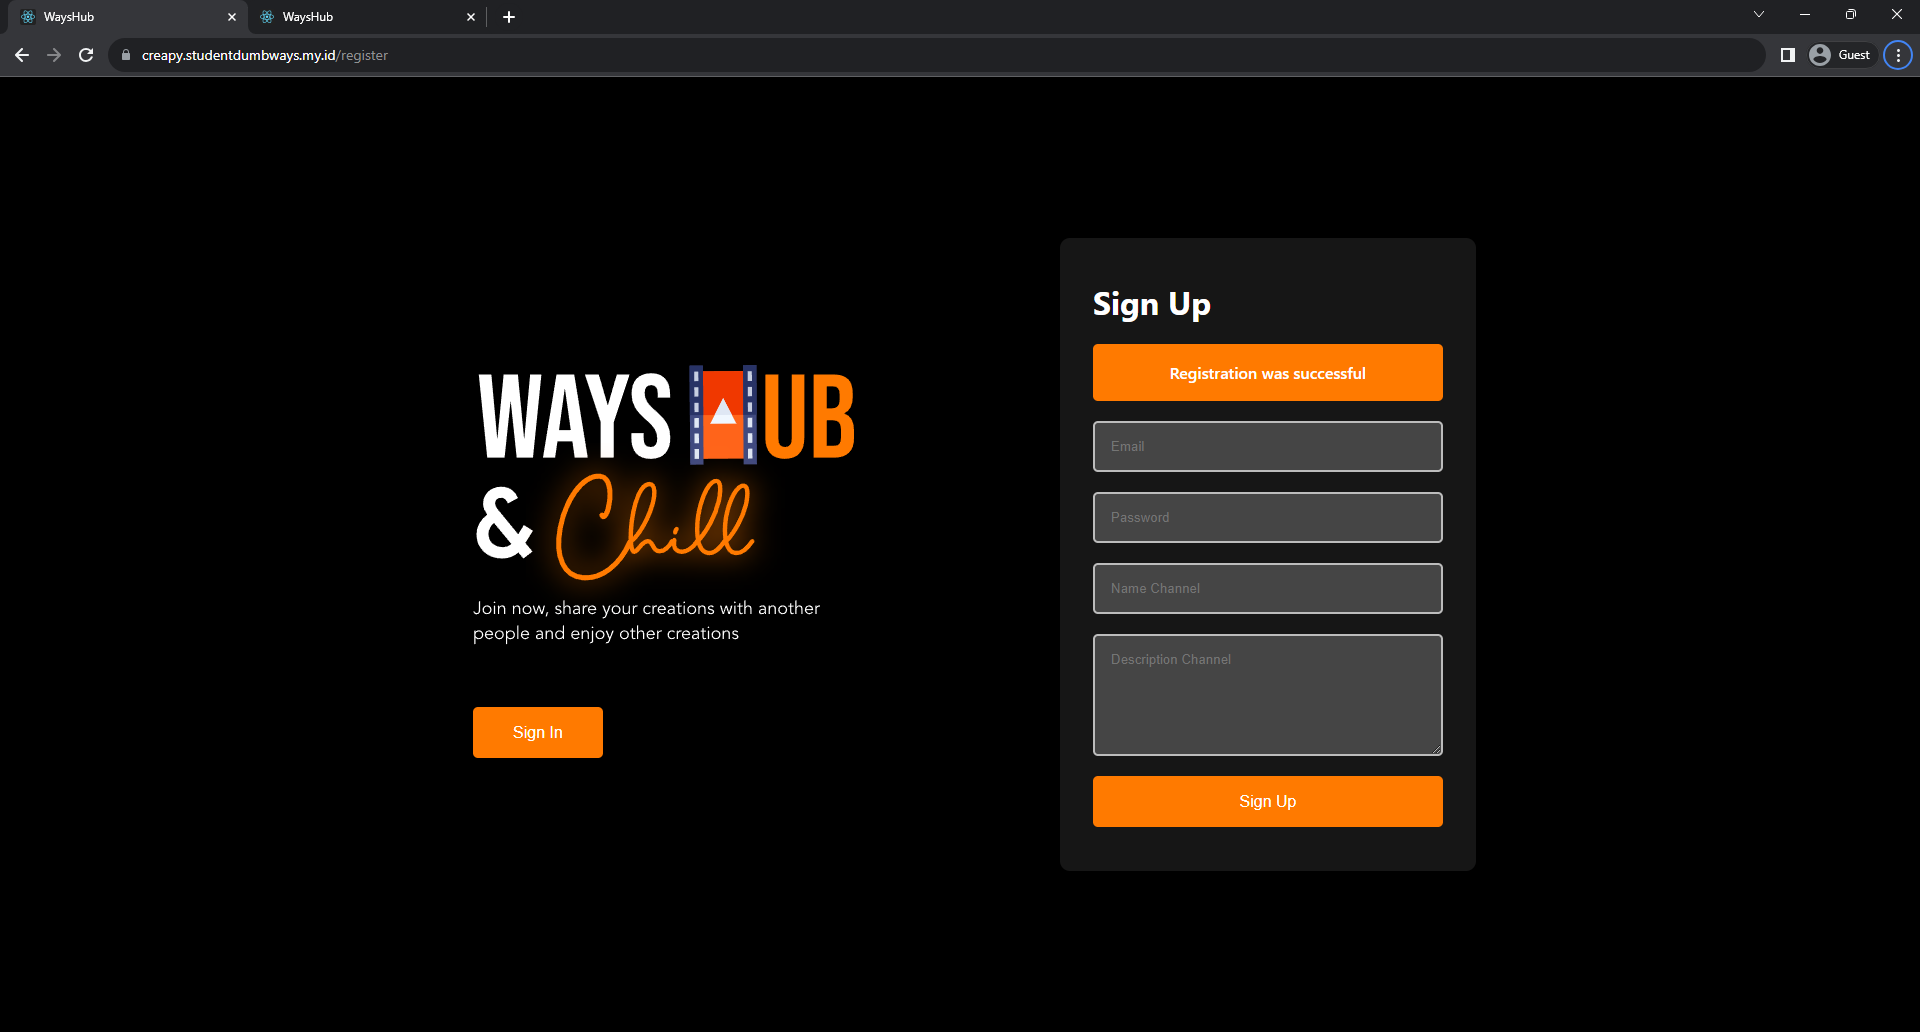 WaysHub
WaysHub
creapy.studentdumbways.my.id/register
Guest
WAYS UB
& Chill
Join now, share your creations with another
people and enjoy other creations
Sign In
Sign Up
Registration was successful
Email
Password
Name Channel
Description Channel
Sign Up